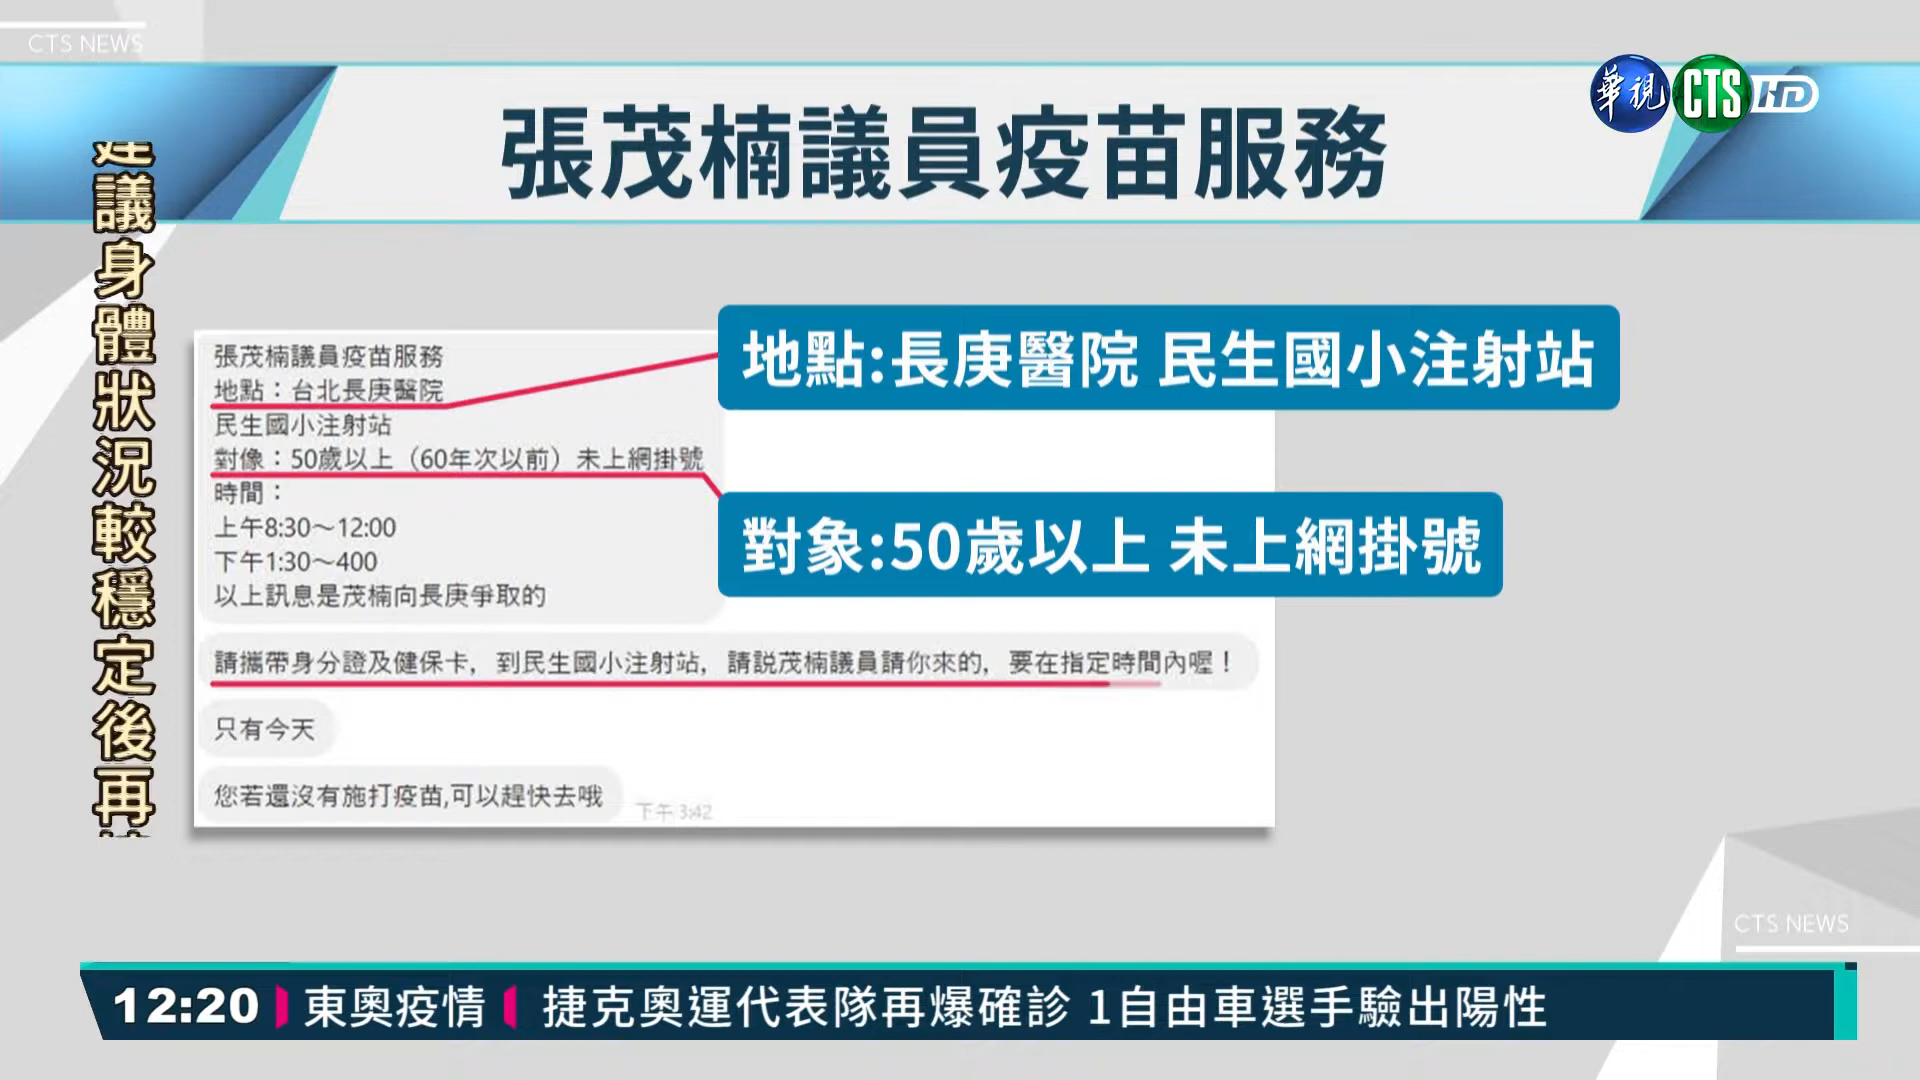 CTS NEWS
華視 CTS HD
張茂楠議員疫苗服務
議身體狀況較穩定後再
張茂楠議員疫苗服務
地點：台北長庚醫院
民生國小注射站
對像：50歲以上（60年次以前）未上網掛號
時間：
上午8:30～12:00
下午1:30～400
以上訊息是茂楠向長庚爭取的
地點:長庚醫院 民生國小注射站
對象:50歲以上 未上網掛號
請攜帶身分證及健保卡，到民生國小注射站，請説茂楠議員請你來的，要在指定時間內喔！
只有今天
您若還沒有施打疫苗,可以趕快去哦
下午 3:42
CTS NEWS
12:20 東奧疫情 捷克奧運代表隊再爆確診 1自由車選手驗出陽性